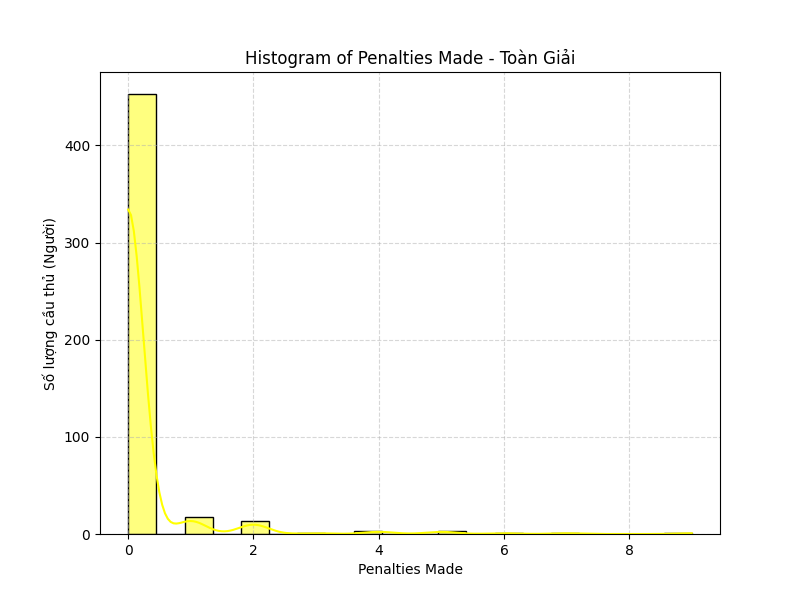 Histogram of Penalties Made - Toàn Giải
Số lượng cầu thủ (Người)
400
300
200
100
0
0 2 4 6 8
Penalties Made